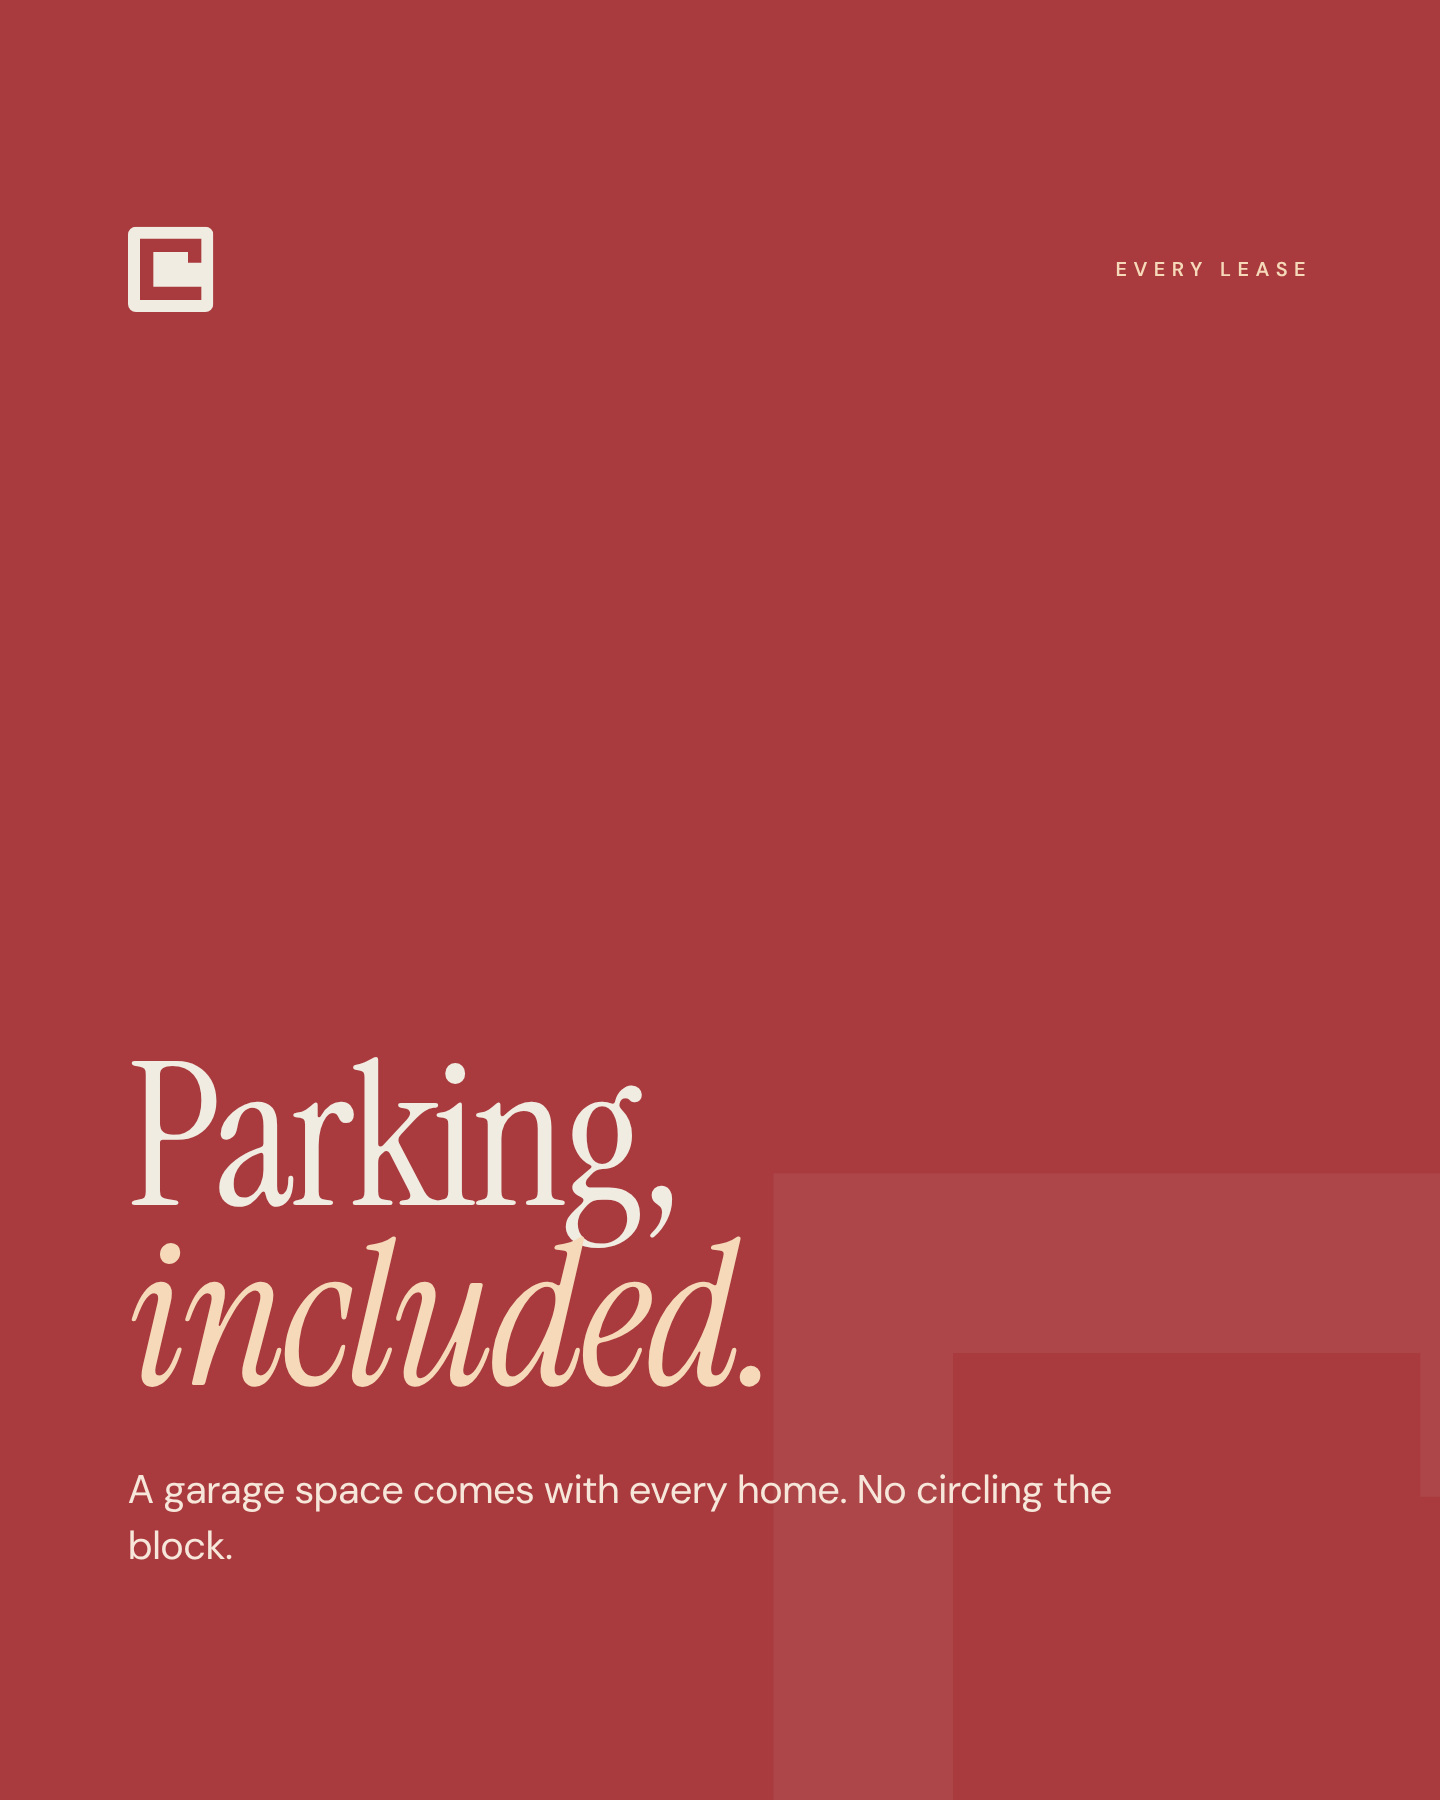 EVERY LEASE
Parking,
included.
A garage space comes with every home. No circling the
block.